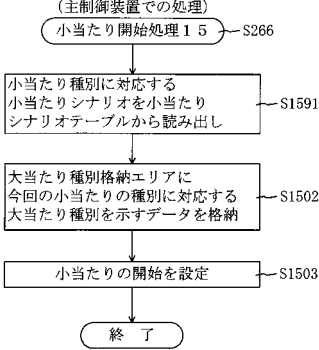 (主制御装置での処理)
小当たり開始処理15
S266
小当たり種別に対応する
小当たりシナリオを小当たり
シナリオテーブルから読み出し
S1591
大当たり種別格納エリアに
今回の小当たりの種別に対応する
大当たり種別を示すデータを格納
S1502
小当たりの開始を設定
S1503
終 了